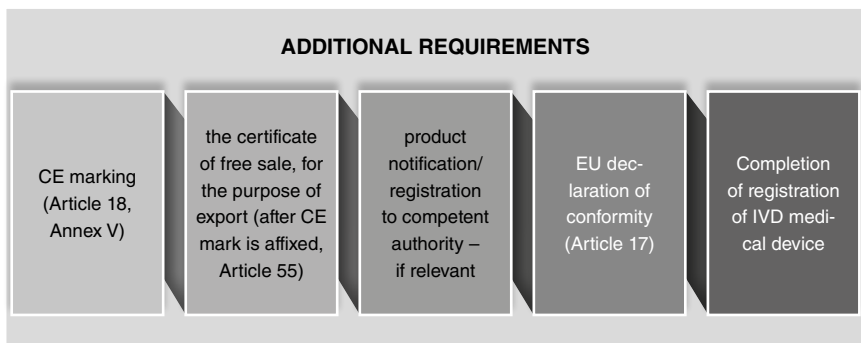 ADDITIONAL REQUIREMENTS
CE marking
(Article 18,
Annex V)
the certificate
of free sale, for
the purpose of
export (after CE
mark is affixed,
Article 55)
product
notification/
registration
to competent
authority –
if relevant
EU dec-
laration of
conformity
(Article 17)
Completion
of registration
of IVD medi-
cal device